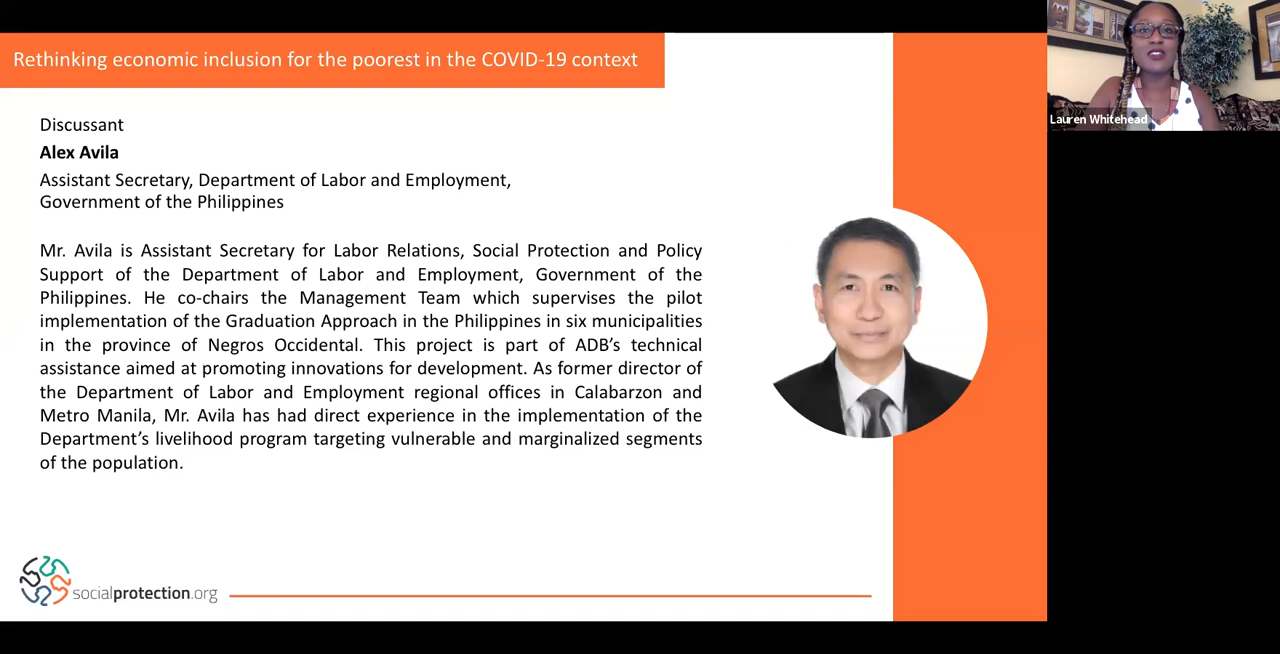 Rethinking economic inclusion for the poorest in the COVID-19 context
Lauren Whitehead
Discussant
Alex Avila
Assistant Secretary, Department of Labor and Employment,
Government of the Philippines
Mr. Avila is Assistant Secretary for Labor Relations, Social Protection and Policy
Support of the Department of Labor and Employment, Government of the
Philippines. He co-chairs the Management Team which supervises the pilot
implementation of the Graduation Approach in the Philippines in six municipalities
in the province of Negros Occidental. This project is part of ADB’s technical
assistance aimed at promoting innovations for development. As former director of
the Department of Labor and Employment regional offices in Calabarzon and
Metro Manila, Mr. Avila has had direct experience in the implementation of the
Department’s livelihood program targeting vulnerable and marginalized segments
of the population.
socialprotection.org